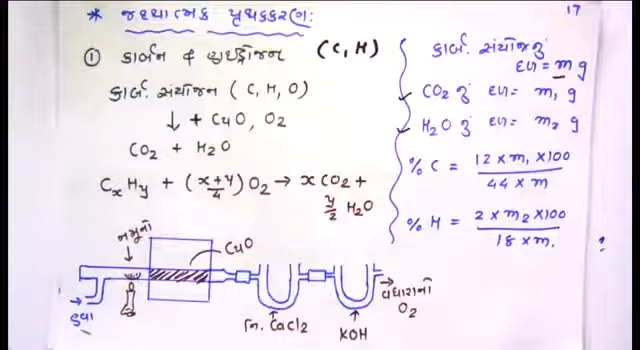 * જથ્થાત્મક પૃથક્કરણ:
17
① કાર્બન & હાઇડ્રોજન (C, H)
કાર્બ. સંયોજન (C, H, O)
↓ + CuO, O2
CO2 + H2O
CxHy + (x+y/4) O2 → xCO2 +
y/2 H2O
કાર્બ. સંયોજનનું
દળ = m g
CO2 નું દળ = m1 g
H2O નું દળ = m2 g
% C = 12 × m1 × 100 / 44 × m
% H = 2 × m2 × 100 / 18 × m.
?
નમુનો
CuO
હવા
નિ. CaCl2
KOH
વધારાનો
O2